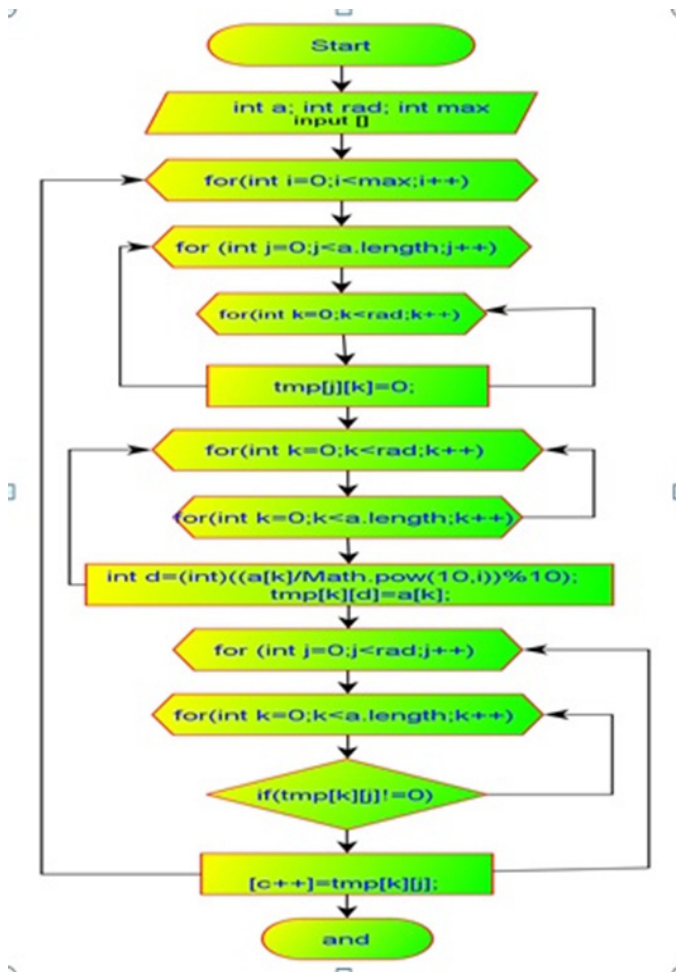 Start
int a; int rad; int max
input []
for(int i=0;i<max;i++)
for (int j=0;j<a.length;j++)
for(int k=0;k<rad;k++)
tmp[j][k]=0;
for(int k=0;k<rad;k++)
for(int k=0;k<a.length;k++)
int d=(int)((a[k]/Math.pow(10,i))%10);
tmp[k][d]=a[k];
for (int j=0;j<rad;j++)
for(int k=0;k<a.length;k++)
if(tmp[k][j]!=0)
[c++]=tmp[k][j];
and